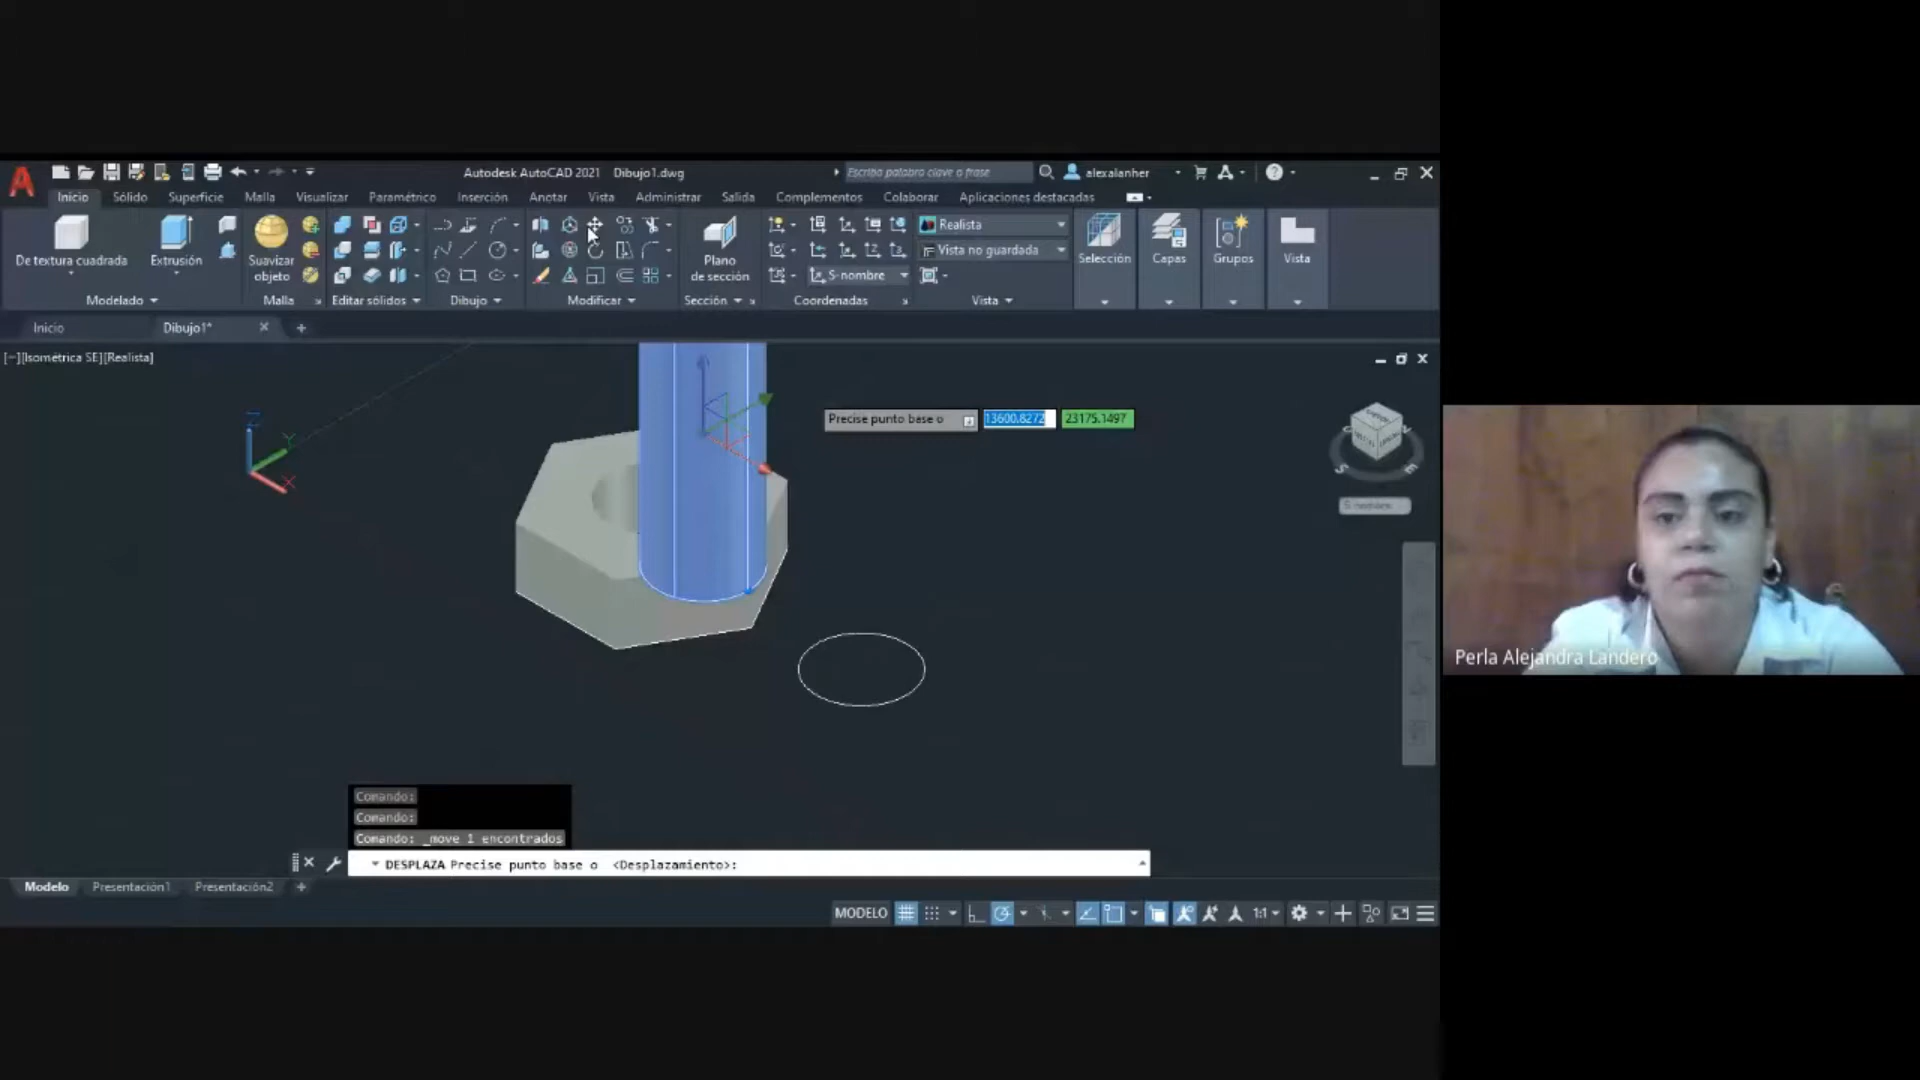 Autodesk AutoCAD 2021 Dibujo1.dwg
Escriba palabra clave o frase
alexalanher
Inicio Sólido Superficie Malla Visualizar Paramétrico Inserción Anotar Vista Administrar Salida Complementos Colaborar Aplicaciones destacadas
De textura cuadrada
Extrusión
Suavizar
objeto
Plano
de sección
Realista
Vista no guardada
S-nombre
Selección
Capas
Grupos
Vista
Modelado Malla Editar sólidos Dibujo Modificar Sección Coordenadas Vista
Inicio Dibujo1*
[−][Isométrica SE][Realista]
Precise punto base o 13600.8272 23175.1497
Z
Y
X
S
E
Perla Alejandra Landero
Comando:
Comando:
Comando: _move 1 encontrados
DESPLAZA Precise punto base o <Desplazamiento>:
Modelo Presentación1 Presentación2
MODELO 1:1